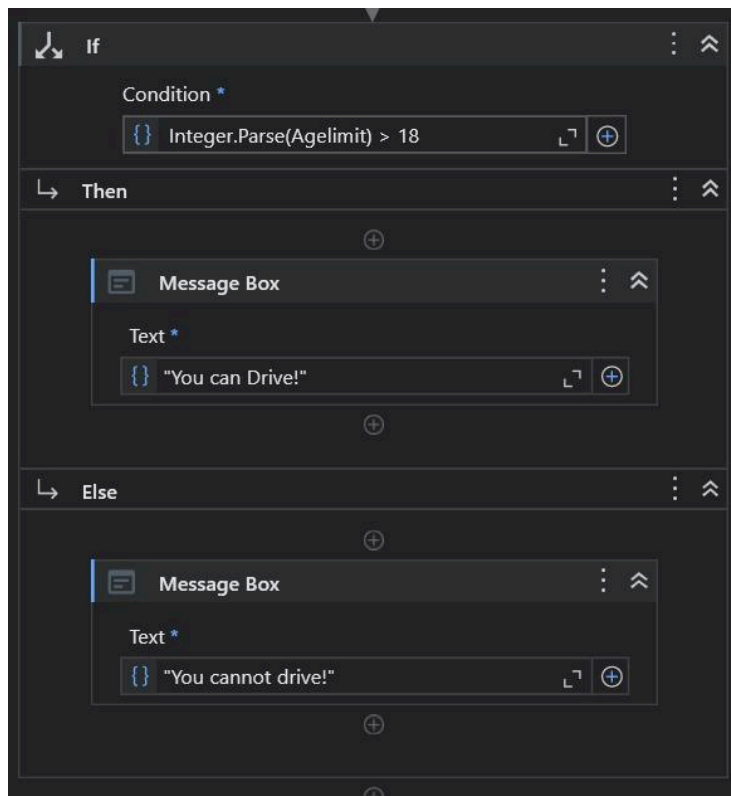 If
Condition *
{} Integer.Parse(Agelimit) > 18
Then
Message Box
Text *
{} "You can Drive!"
Else
Message Box
Text *
{} "You cannot drive!"